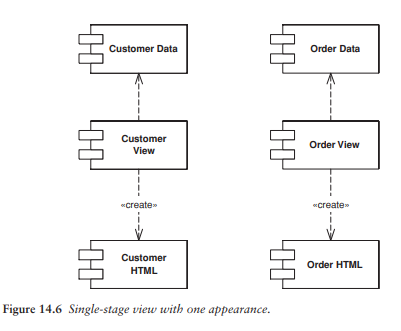 Customer Data
Order Data
Customer
View
Order View
«create»
«create»
Customer
HTML
Order HTML
Figure 14.6 Single-stage view with one appearance.